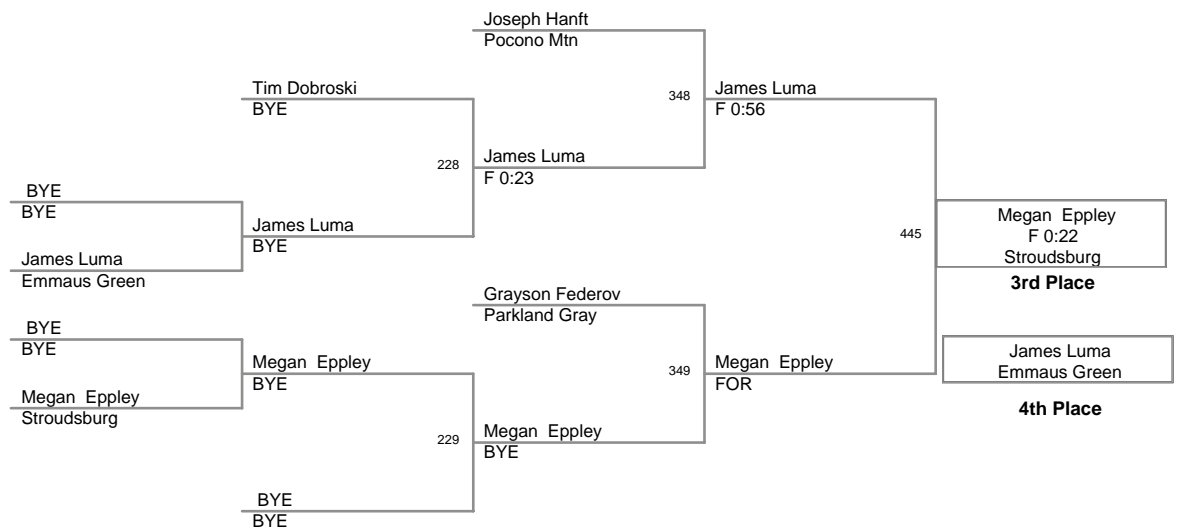 Joseph Hanft
Pocono Mtn
Tim Dobroski
BYE
348
James Luma
F 0:56
228
James Luma
F 0:23
BYE
BYE
James Luma
BYE
445
Megan Eppley
F 0:22
Stroudsburg
3rd Place
James Luma
Emmaus Green
Grayson Federov
Parkland Gray
BYE
BYE
Megan Eppley
BYE
349
Megan Eppley
FOR
James Luma
Emmaus Green
4th Place
Megan Eppley
Stroudsburg
229
Megan Eppley
BYE
BYE
BYE